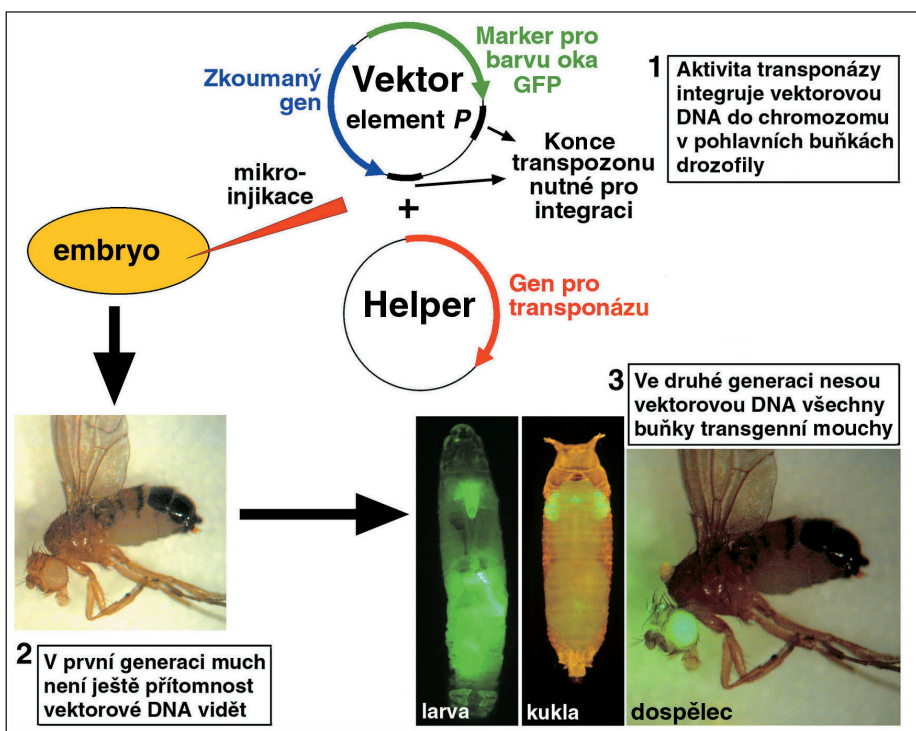 Zkoumaný
gen
Vektor
element P
Marker pro
barvu oka
GFP
1
Aktivita transponázy
integruje vektorovou
DNA do chromozomu
v pohlavních buňkách
drozofily
Konce
transpozonu
nutné pro
integraci
mikro-
injikace
+
embryo
Helper
Gen pro
transponázu
3
Ve druhé generaci nesou
vektorovou DNA všechny
buňky transgenní mouchy
2
V první generaci much
není ještě přítomnost
vektorové DNA vidět
larva
kukla
dospělec